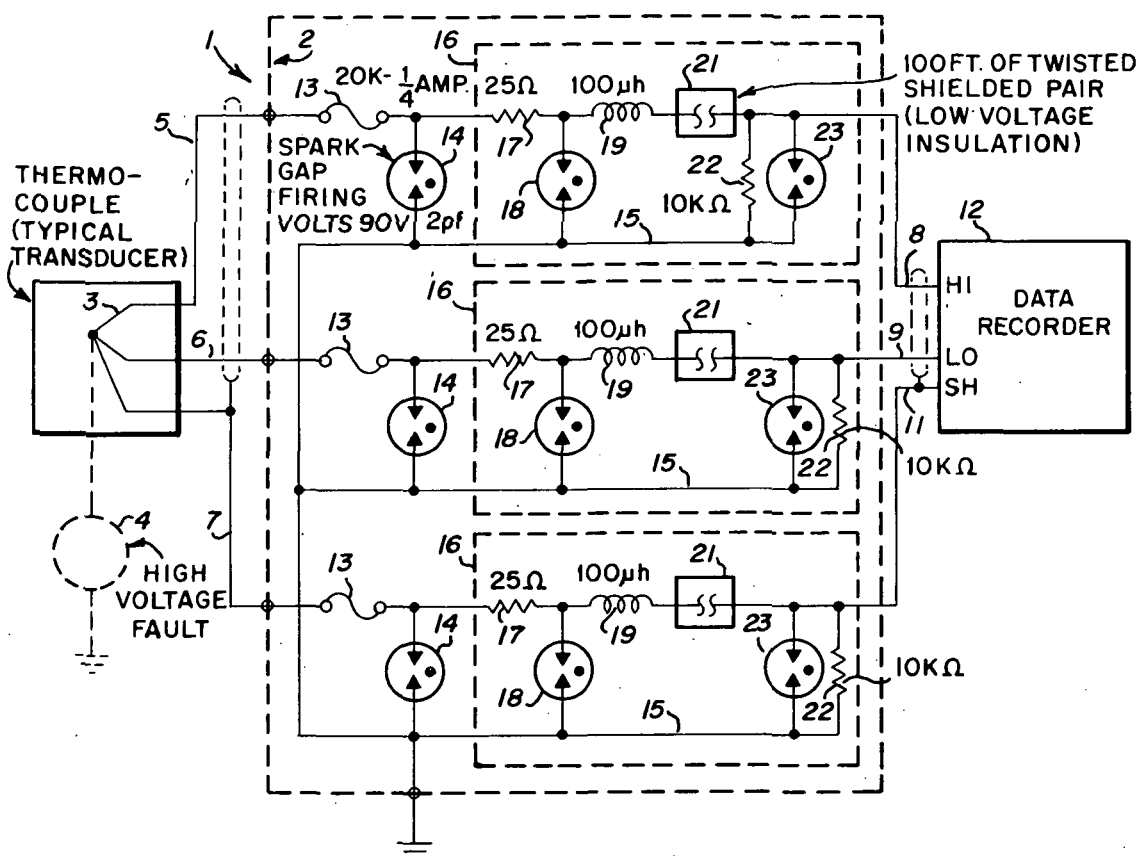 1
2
16
21
100FT. OF TWISTED
SHIELDED PAIR
(LOW VOLTAGE
INSULATION)
13
20K-1/4 AMP.
25Ω
100µh
5
14
17
19
23
SPARK
GAP
FIRING
VOLTS 90V
2pf
18
22
10KΩ
15
THERMO-
COUPLE
(TYPICAL
TRANSDUCER)
12
8
HI
DATA
RECORDER
3
16
21
25Ω
100µh
6
13
9
LO
17
19
SH
14
23
11
18
22
10KΩ
15
7
4
HIGH
VOLTAGE
FAULT
16
21
13
25Ω
100µh
17
19
14
23
10KΩ
18
22
15